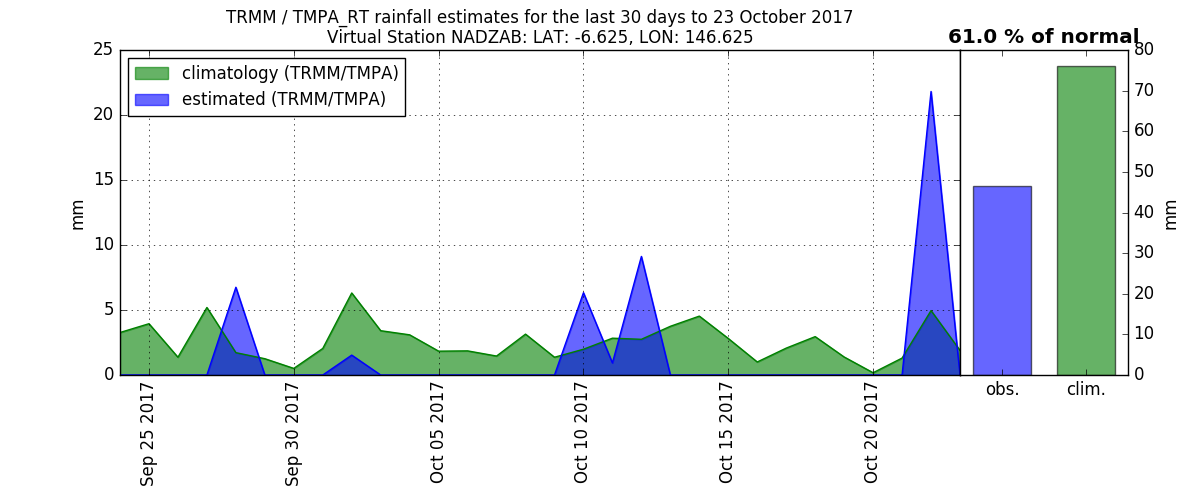 TRMM / TMPA_RT rainfall estimates for the last 30 days to 23 October 2017
Virtual Station NADZAB: LAT: -6.625, LON: 146.625
61.0 % of normal
climatology (TRMM/TMPA)
estimated (TRMM/TMPA)
25
20
15
10
5
0
mm
80
70
60
50
40
30
20
10
0
mm
Sep 25 2017
Sep 30 2017
Oct 05 2017
Oct 10 2017
Oct 15 2017
Oct 20 2017
obs.
clim.